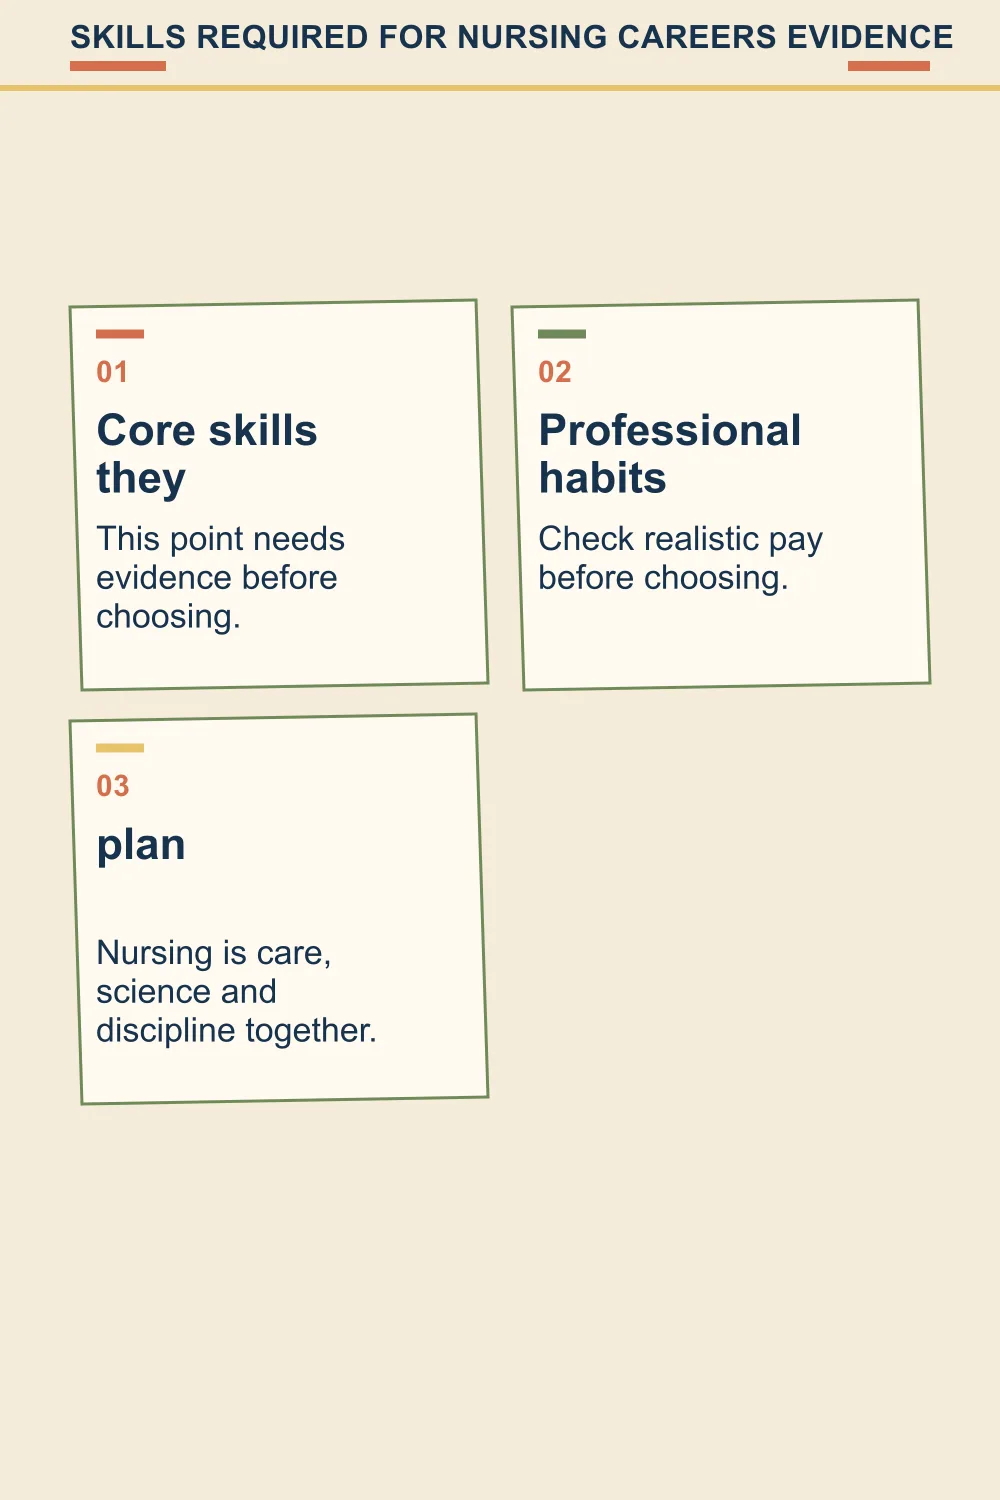 SKILLS REQUIRED FOR NURSING CAREERS EVIDENCE
01
Core skills
they
This point needs
evidence before
choosing.
02
Professional
habits
Check realistic pay
before choosing.
03
plan
Nursing is care,
science and
discipline together.